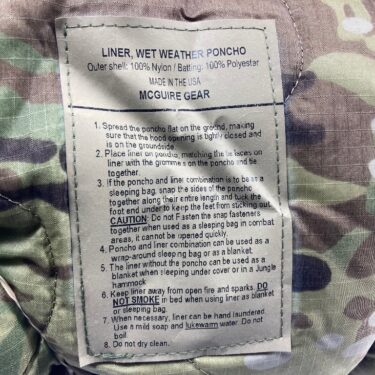 LINER, WET WEATHER PONCHO
Outer shell: 100% Nylon / Batting: 100% Polyester
MADE IN THE USA
MCGUIRE GEAR
1. Spread the poncho flat on the ground, making
sure that the hood opening is tightly closed and
is on the groundside.
2. Place liner on poncho, matching the tie laces on
liner with the grommets on the poncho and tie
together.
3. If the poncho and liner combination is to be as a
sleeping bag, snap the sides of the poncho
together along their entire length and tuck the
foot end under to keep the feet from sticking out.
CAUTION: Do not Fasten the snap fasteners
together when used as a sleeping bag in combat
areas, it cannot be opened quickly.
4. Poncho and liner combination can be used as a
wrap-around sleeping bag or as a blanket.
5. The liner without the poncho can be used as a
blanket when sleeping under cover or in a Jungle
hammock.
6. Keep liner away from open fire and sparks. DO
NOT SMOKE in bed when using liner as blanket
or sleeping bag.
7. When necessary, liner can be hand laundered.
Use a mild soap and lukewarm water. Do not
boil.
8. Do not dry clean.